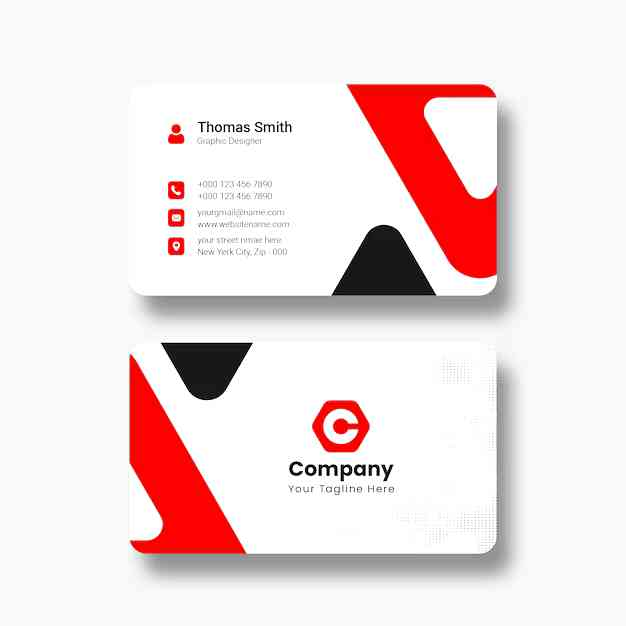 Thomas Smith
Graphic Designer
+000 123 456 7890
+000 123 456 7890
yourgmail@name.com
www.websitename.com
your street nmae here
New Yerk City, Zip - 000
C
Company
Your Tagline Here